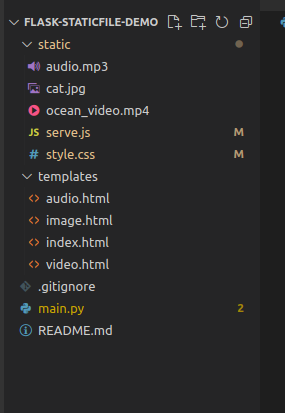 FLASK-STATICFILE-DEMO
static
audio.mp3
cat.jpg
ocean_video.mp4
JS serve.js M
# style.css M
templates
<> audio.html
<> image.html
<> index.html
<> video.html
.gitignore
main.py 2
README.md